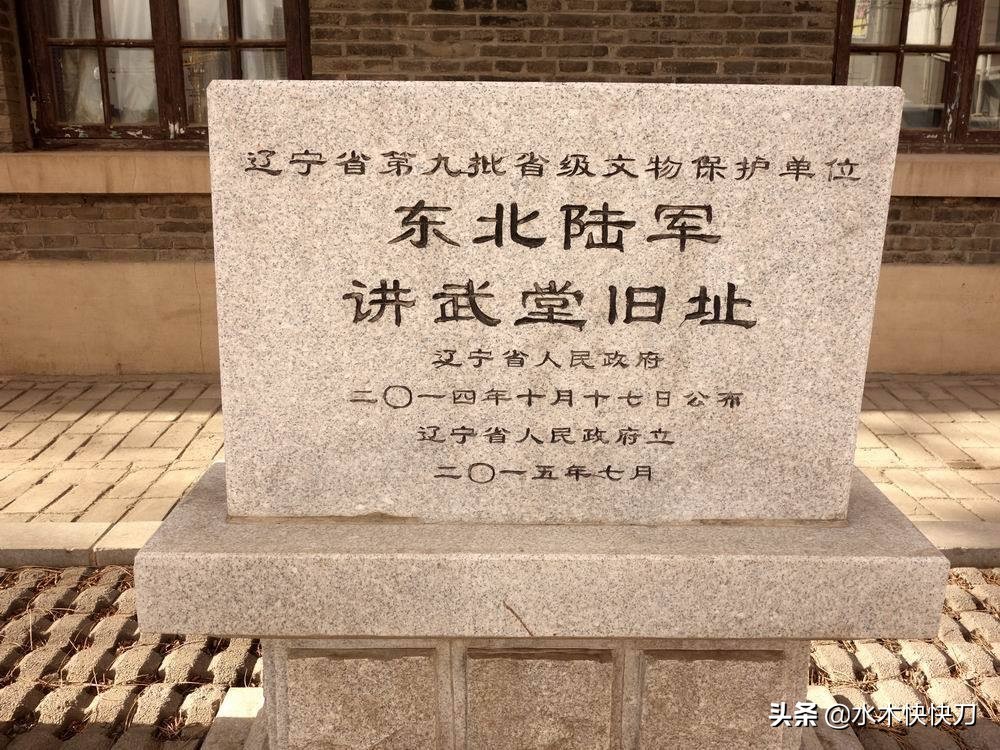 辽宁省第九批省级文物保护单位
东北陆军
讲武堂旧址
辽宁省人民政府
二〇一四年十月十七日公布
辽宁省人民政府立
二〇一五年七月
头条 @水木快快刀